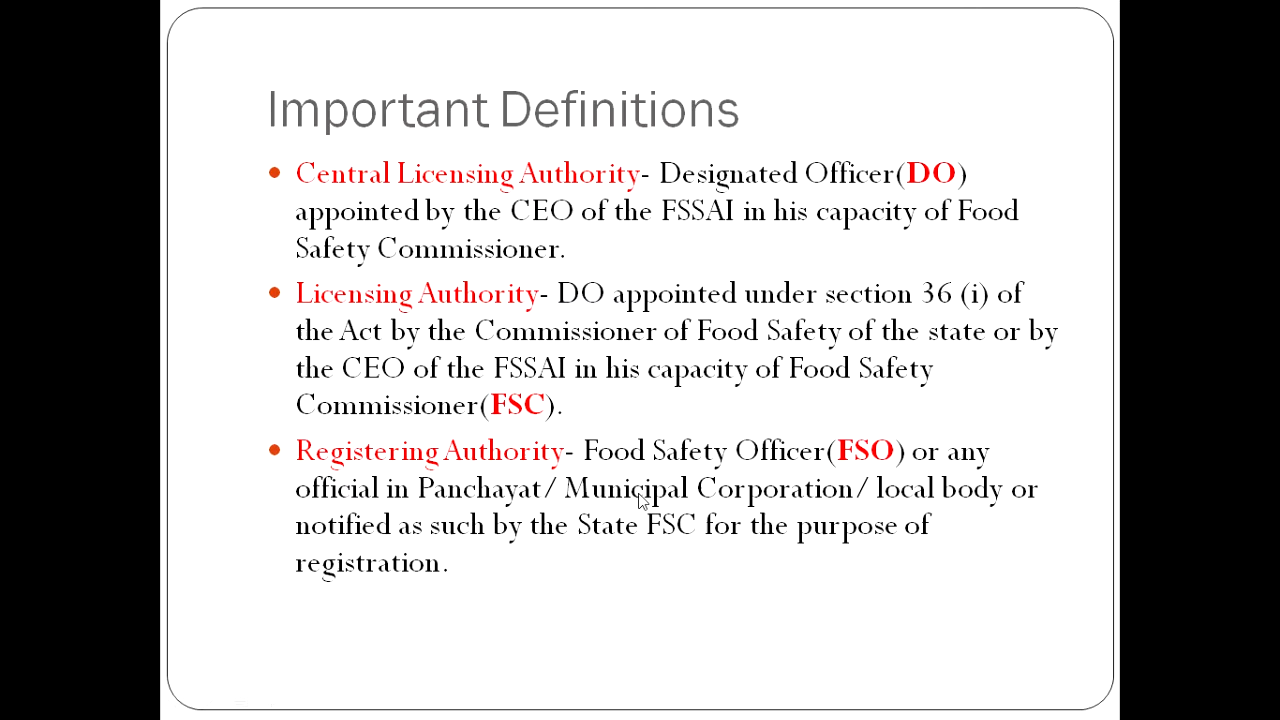 Important Definitions
• Central Licensing Authority- Designated Officer(DO)
appointed by the CEO of the FSSAI in his capacity of Food
Safety Commissioner.
• Licensing Authority- DO appointed under section 36 (i) of
the Act by the Commissioner of Food Safety of the state or by
the CEO of the FSSAI in his capacity of Food Safety
Commissioner(FSC).
• Registering Authority- Food Safety Officer(FSO) or any
official in Panchayat/ Municipal Corporation/ local body or
notified as such by the State FSC for the purpose of
registration.